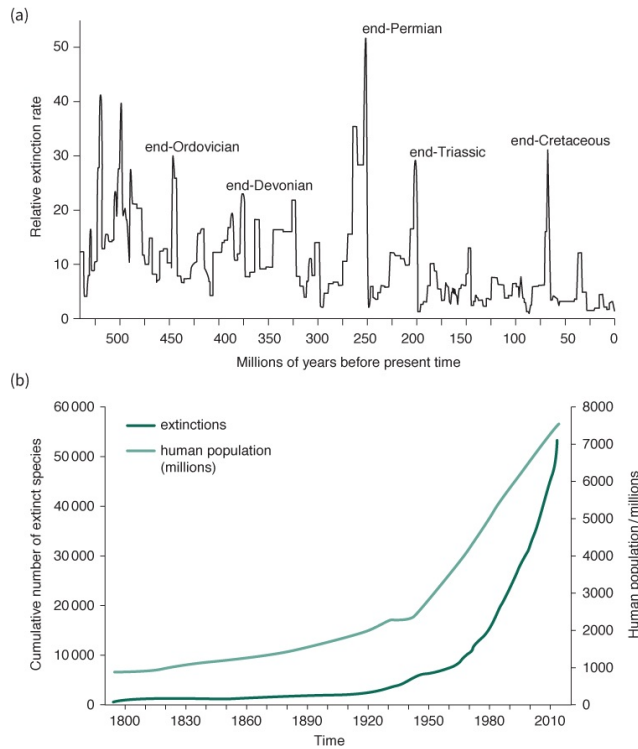 (a)
end-Permian
end-Ordovician
end-Devonian
end-Triassic
end-Cretaceous
Relative extinction rate
50
40
30
20
10
0
500 450 400 350 300 250 200 150 100 50 0
Millions of years before present time
(b)
extinctions
human population
(millions)
Cumulative number of extinct species
60 000
50 000
40 000
30 000
20 000
10 000
0
8000
7000
6000
5000
4000
3000
2000
1000
0
Human population/millions
1800 1830 1860 1890 1920 1950 1980 2010
Time